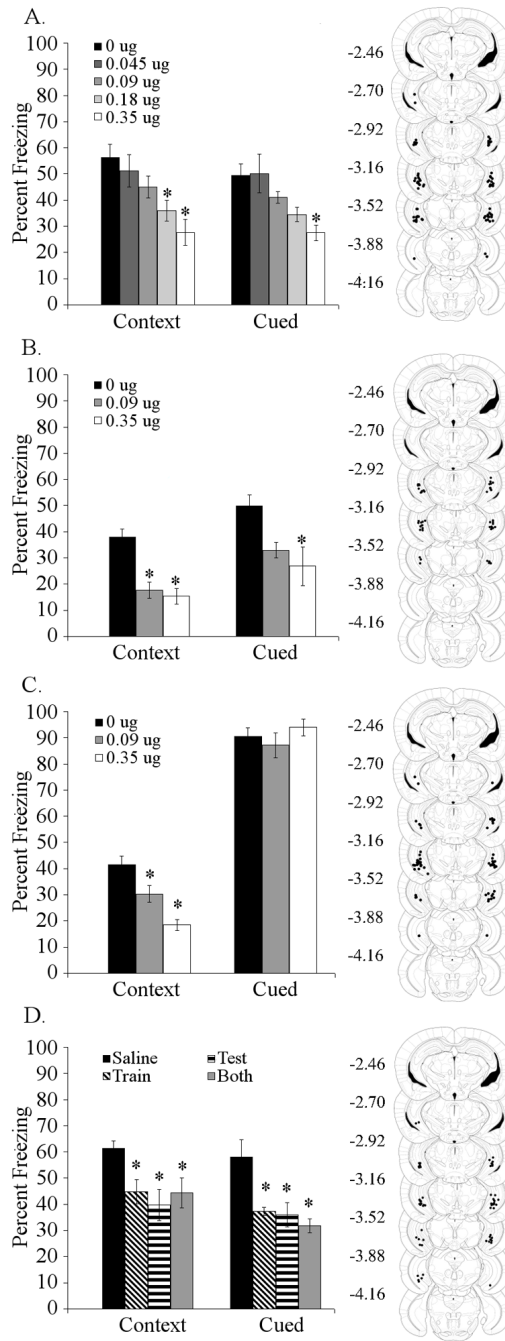 A.
100
90
80
70
60
50
40
30
20
10
0
Percent Freezing
0 ug
0.045 ug
0.09 ug
0.18 ug
0.35 ug
* *
*
Context Cued
-2.46
-2.70
-2.92
-3.16
-3.52
-3.88
-4:16
B.
100
90
80
70
60
50
40
30
20
10
0
Percent Freezing
0 ug
0.09 ug
0.35 ug
* *
*
Context Cued
-2.46
-2.70
-2.92
-3.16
-3.52
-3.88
-4.16
C.
100
90
80
70
60
50
40
30
20
10
0
Percent Freezing
0 ug
0.09 ug
0.35 ug
* *
Context Cued
-2.46
-2.70
-2.92
-3.16
-3.52
-3.88
-4.16
D.
100
90
80
70
60
50
40
30
20
10
0
Percent Freezing
Saline Test
Train Both
* * *
* * *
Context Cued
-2.46
-2.70
-2.92
-3.16
-3.52
-3.88
-4.16